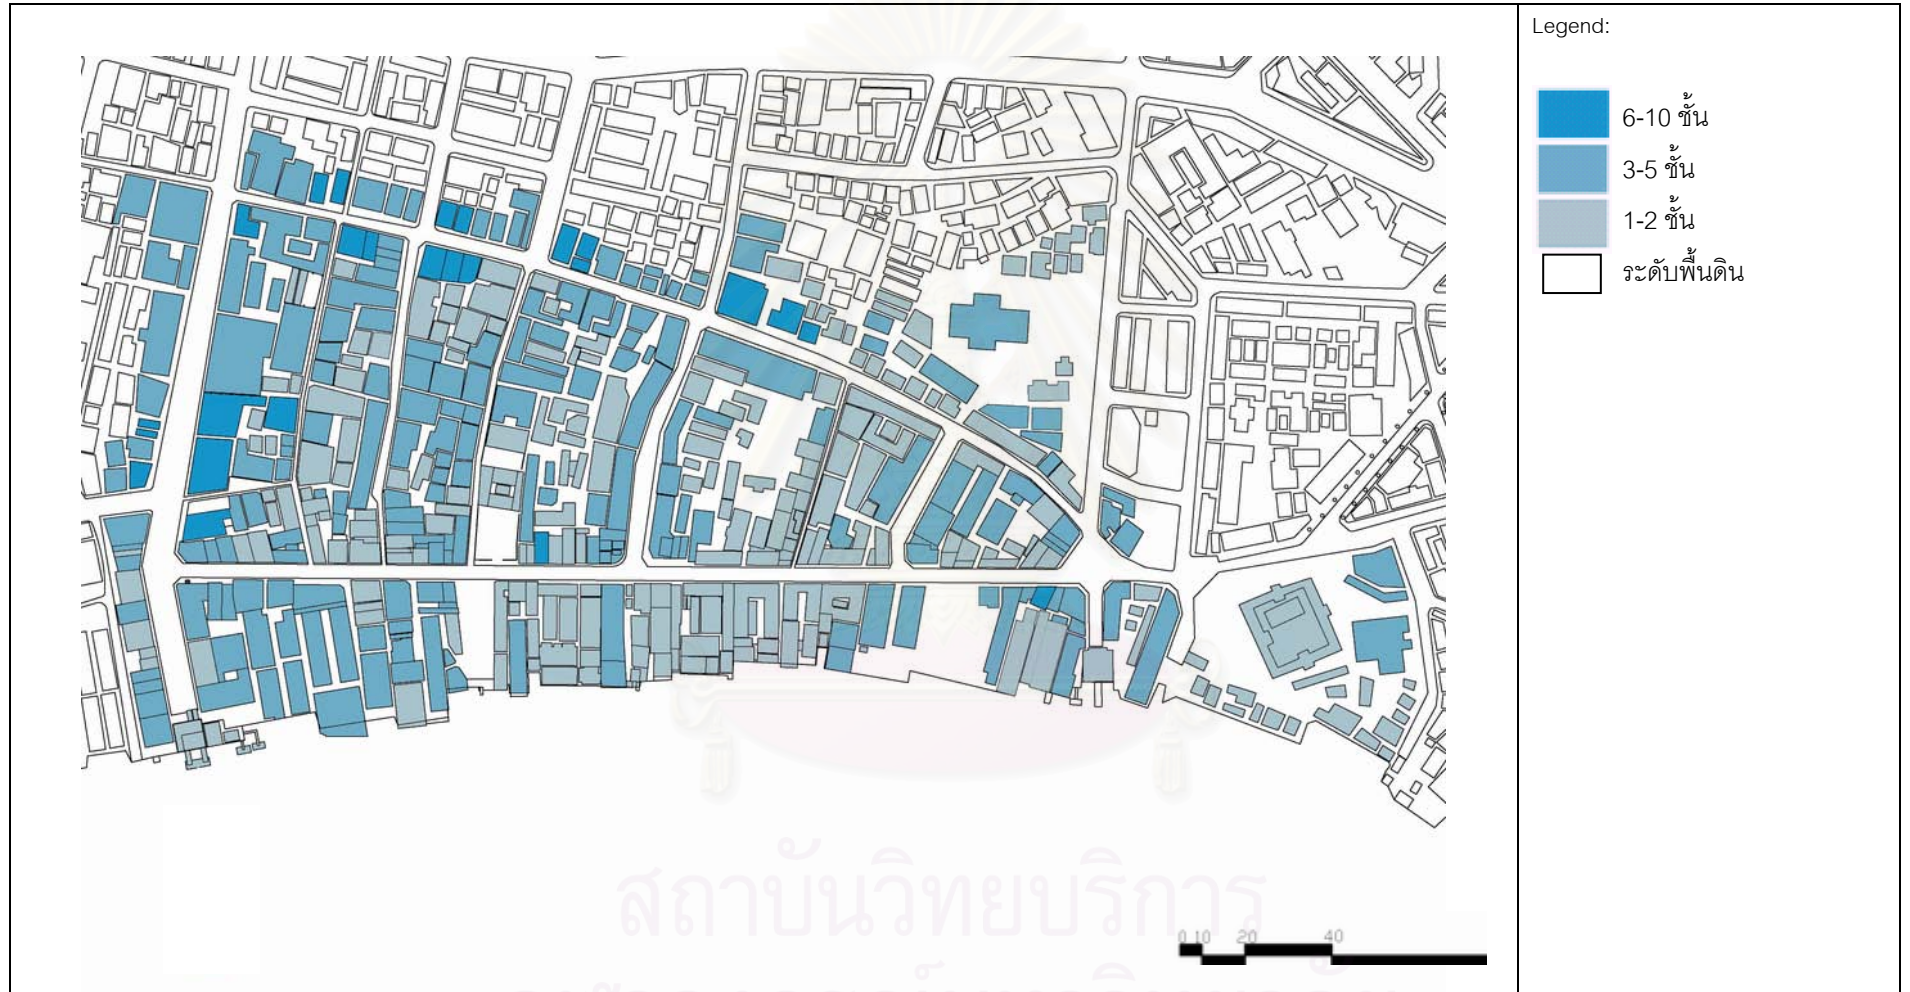 Legend:
6-10 ชั้น
3-5 ชั้น
1-2 ชั้น
ระดับพื้นดิน
สถาบันวิทยบริการ
0 10 20 40